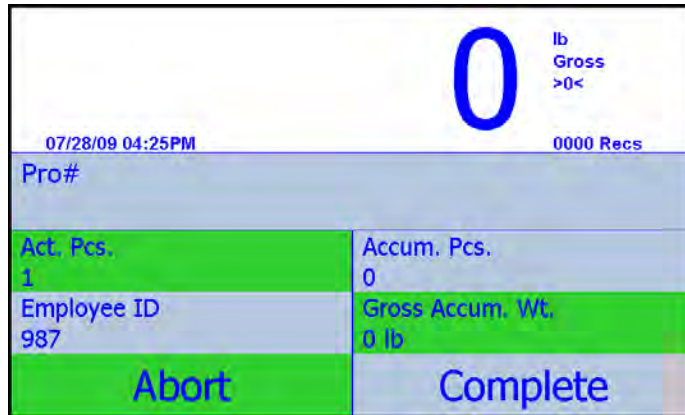 0
lb
Gross
>0<
07/28/09 04:25PM
0000 Recs
Pro#
Act. Pcs.
1
Accum. Pcs.
0
Employee ID
987
Gross Accum. Wt.
0 lb
Abort
Complete